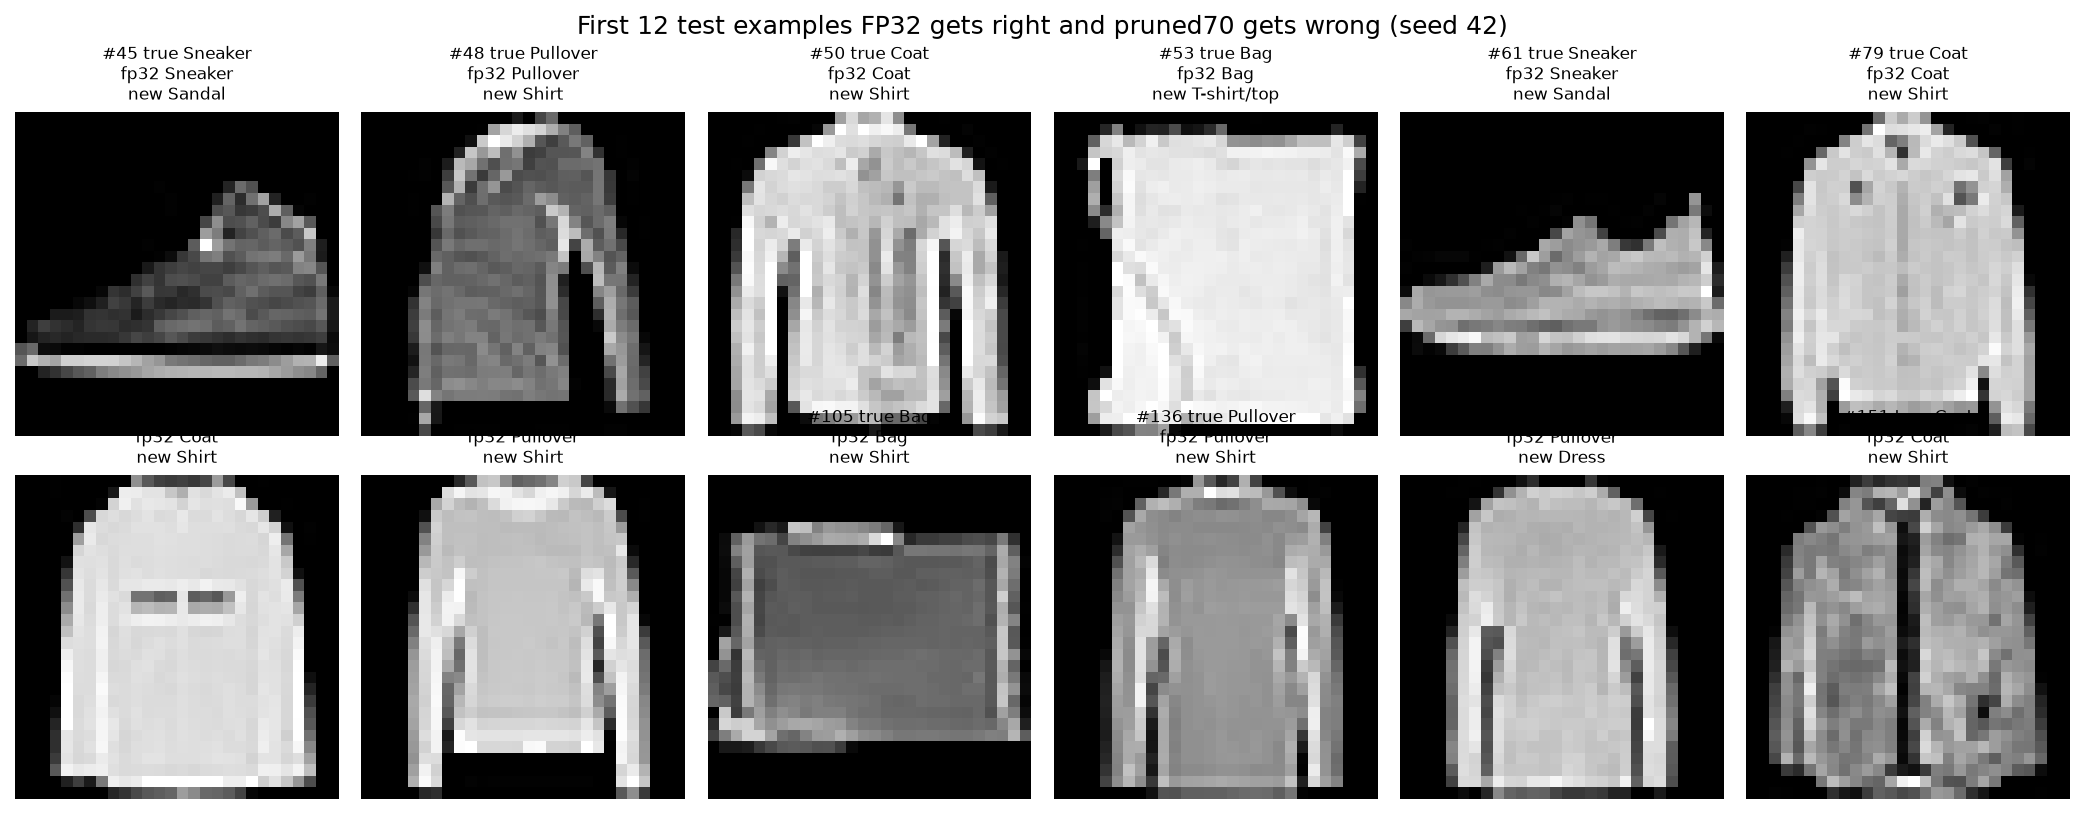 First 12 test examples FP32 gets right and pruned70 gets wrong (seed 42)
#45 true Sneaker
fp32 Sneaker
new Sandal
#48 true Pullover
fp32 Pullover
new Shirt
#50 true Coat
fp32 Coat
new Shirt
#53 true Bag
fp32 Bag
new T-shirt/top
#61 true Sneaker
fp32 Sneaker
new Sandal
#79 true Coat
fp32 Coat
new Shirt
fp32 Coat
new Shirt
fp32 Pullover
new Shirt
#105 true Bag
fp32 Bag
new Shirt
#136 true Pullover
fp32 Pullover
new Shirt
fp32 Pullover
new Dress
#151 true Coat
fp32 Coat
new Shirt